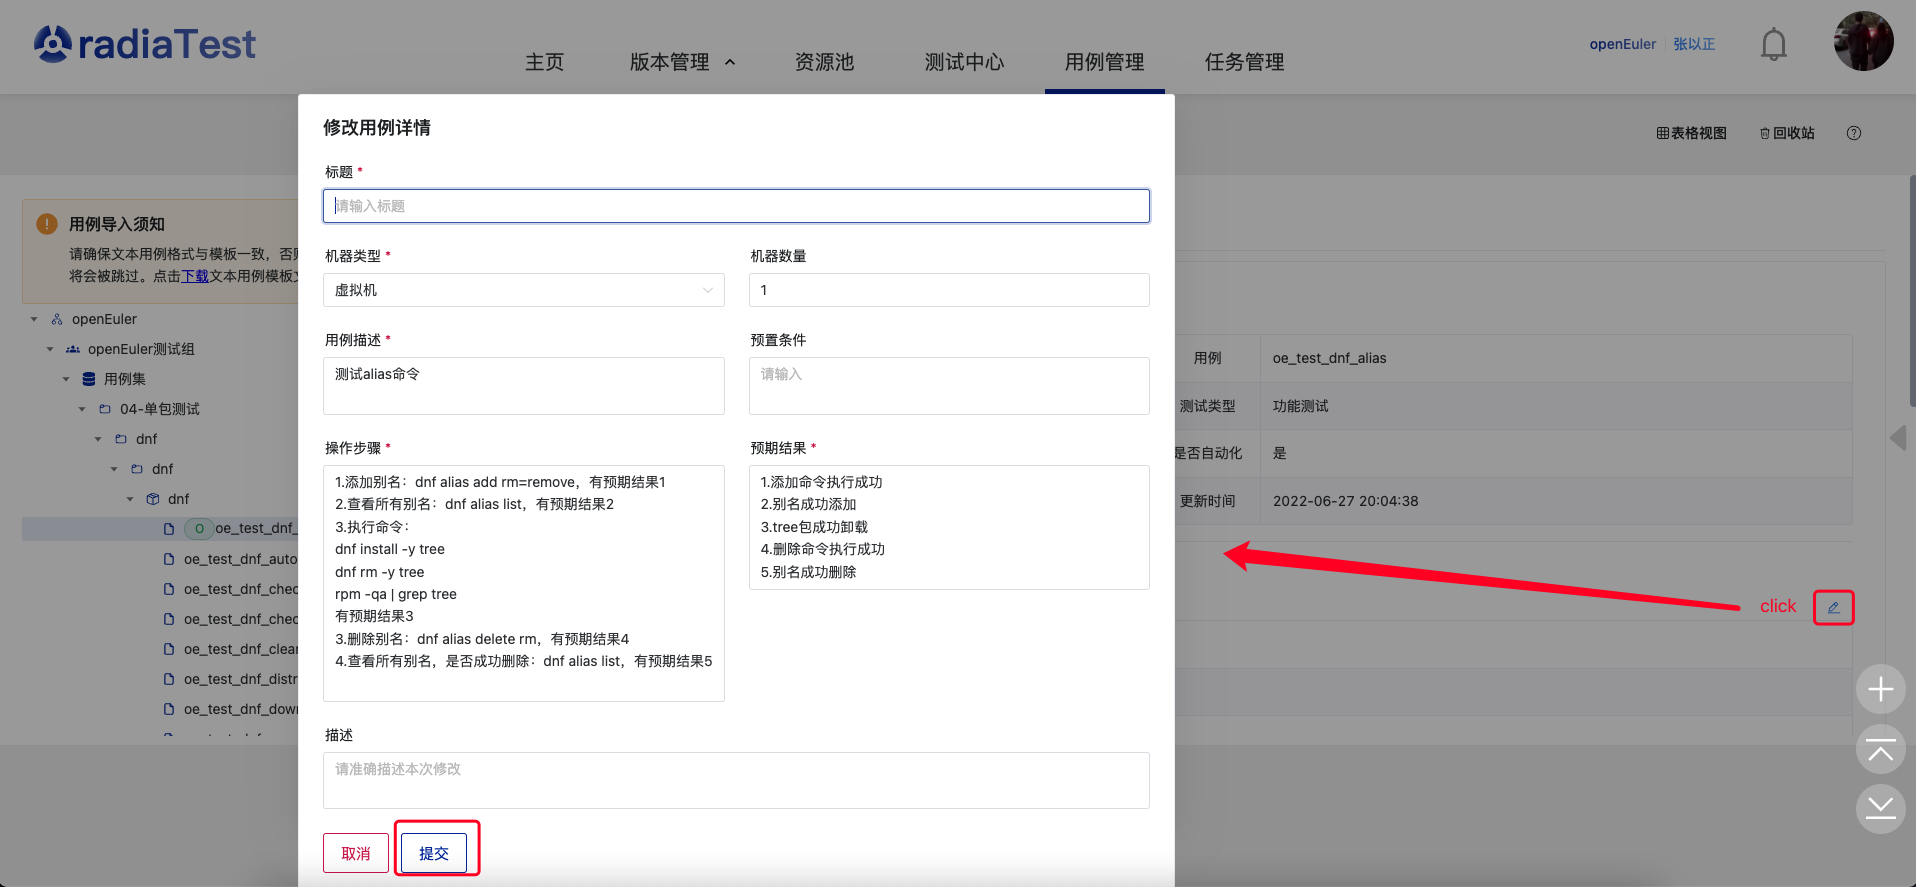 radiaTest
主页
版本管理
资源池
测试中心
用例管理
任务管理
openEuler
张以正
表格视图
回收站
修改用例详情
标题 *
请输入标题
机器类型 *
机器数量
虚拟机
1
用例描述 *
预置条件
测试alias命令
请输入
操作步骤 *
预期结果 *
1.添加别名：dnf alias add rm=remove，有预期结果1
2.查看所有别名：dnf alias list，有预期结果2
3.执行命令：
dnf install -y tree
dnf rm -y tree
rpm -qa | grep tree
有预期结果3
3.删除别名：dnf alias delete rm，有预期结果4
4.查看所有别名，是否成功删除：dnf alias list，有预期结果5
1.添加命令执行成功
2.别名成功添加
3.tree包成功卸载
4.删除命令执行成功
5.别名成功删除
描述
请准确描述本次修改
取消
提交
用例导入须知
请确保文本用例格式与模板一致，否则
将会被跳过。点击下载文本用例模板文
openEuler
openEuler测试组
用例集
04-单包测试
dnf
dnf
dnf
O oe_test_dnf_
oe_test_dnf_auto
oe_test_dnf_chec
oe_test_dnf_chec
oe_test_dnf_clear
oe_test_dnf_distr
oe_test_dnf_dow
用例
oe_test_dnf_alias
测试类型
功能测试
是否自动化
是
更新时间
2022-06-27 20:04:38
click